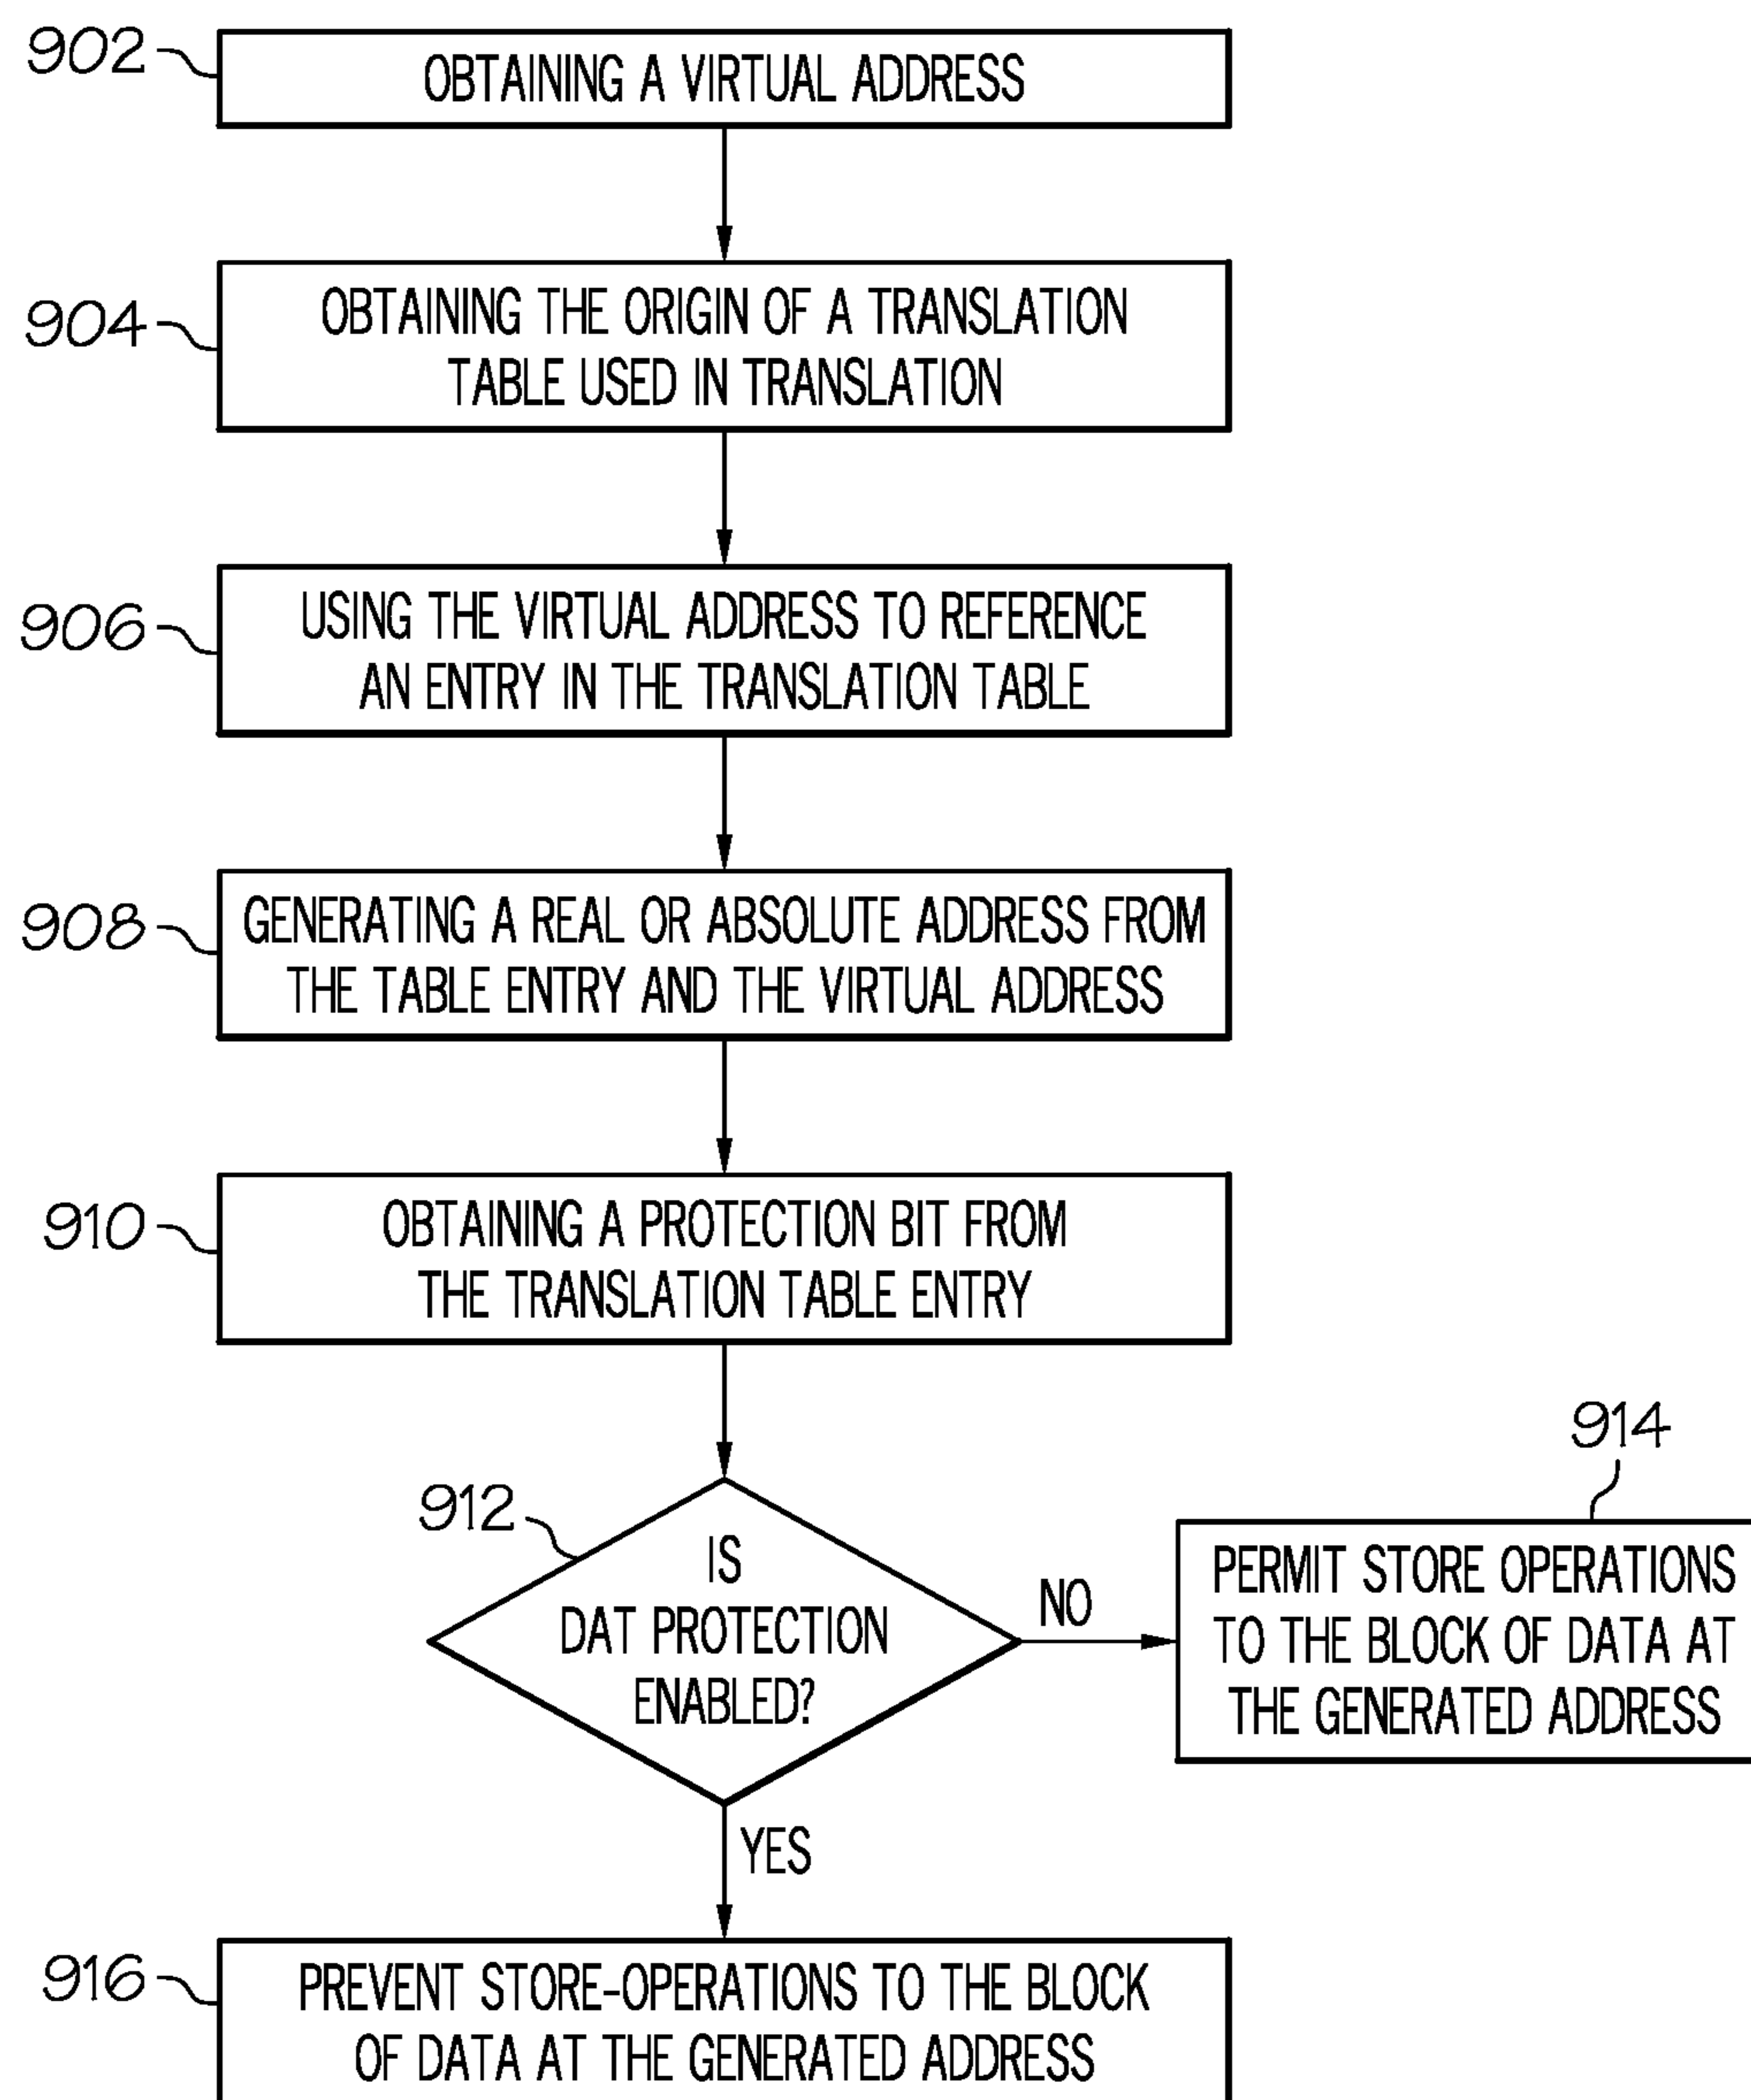 902
OBTAINING A VIRTUAL ADDRESS
904
OBTAINING THE ORIGIN OF A TRANSLATION
TABLE USED IN TRANSLATION
906
USING THE VIRTUAL ADDRESS TO REFERENCE
AN ENTRY IN THE TRANSLATION TABLE
908
GENERATING A REAL OR ABSOLUTE ADDRESS FROM
THE TABLE ENTRY AND THE VIRTUAL ADDRESS
910
OBTAINING A PROTECTION BIT FROM
THE TRANSLATION TABLE ENTRY
912
IS
DAT PROTECTION
ENABLED?
NO
914
PERMIT STORE OPERATIONS
TO THE BLOCK OF DATA AT
THE GENERATED ADDRESS
YES
916
PREVENT STORE-OPERATIONS TO THE BLOCK
OF DATA AT THE GENERATED ADDRESS